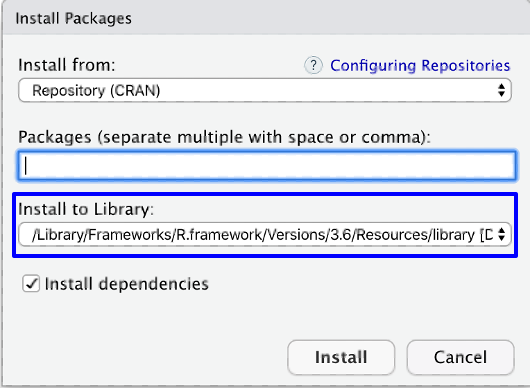 Install Packages
Install from:
? Configuring Repositories
Repository (CRAN)
Packages (separate multiple with space or comma):
Install to Library:
/Library/Frameworks/R.framework/Versions/3.6/Resources/library [D
Install dependencies
Install
Cancel